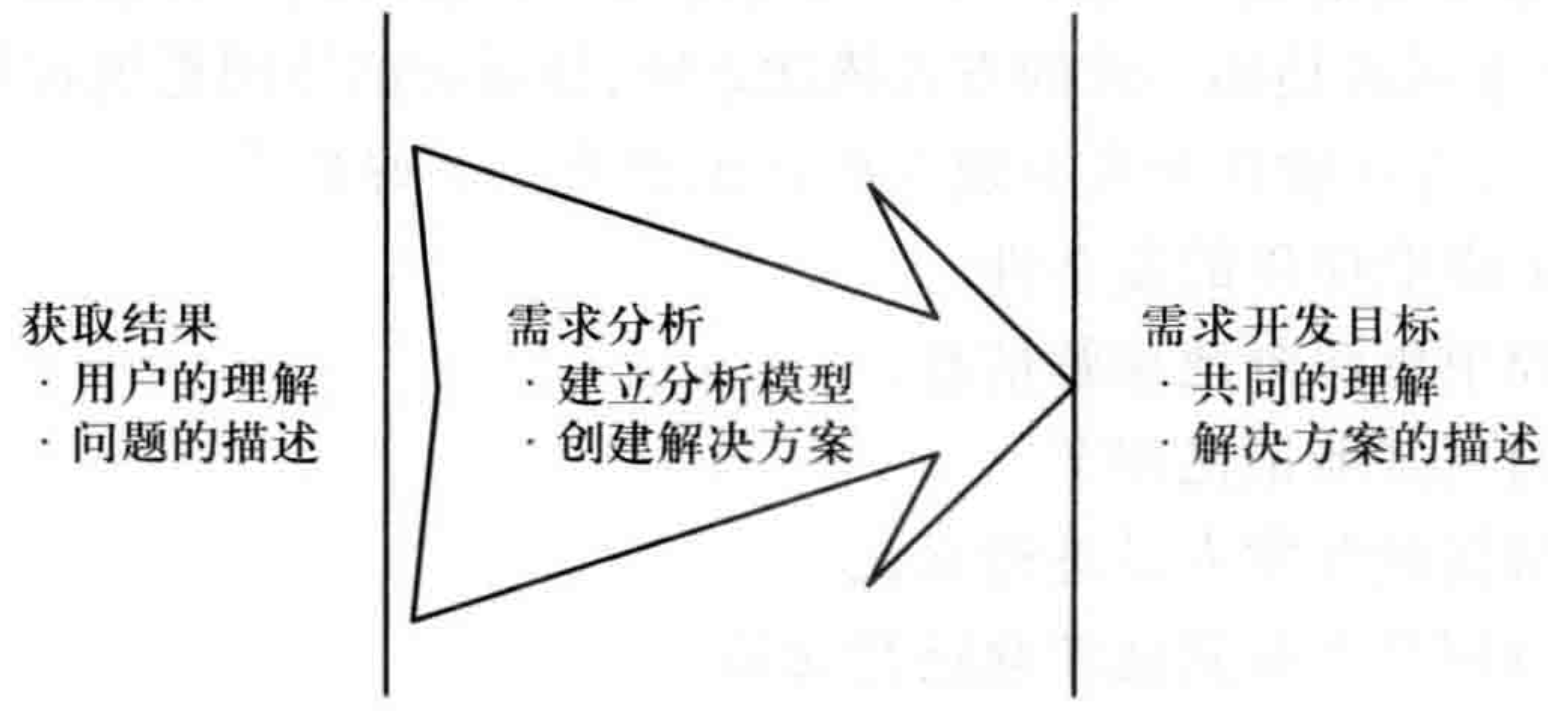 获取结果
· 用户的理解
· 问题的描述
需求分析
· 建立分析模型
· 创建解决方案
需求开发目标
· 共同的理解
· 解决方案的描述